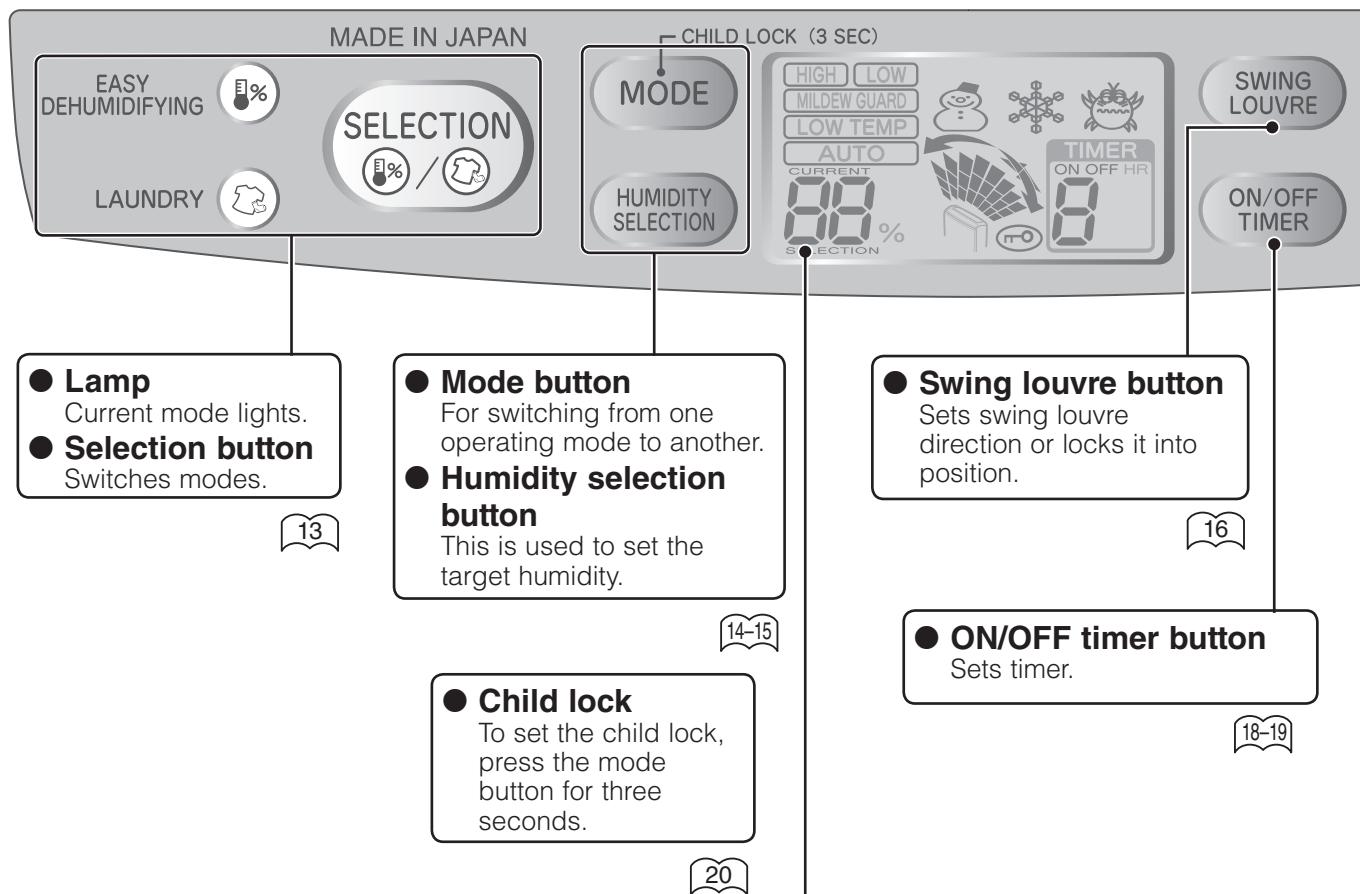 MADE IN JAPAN
CHILD LOCK (3 SEC)
EASY
DEHUMIDIFYING
%
SELECTION
%
/
LAUNDRY
MODE
HUMIDITY
SELECTION
HIGH LOW
MILDEW GUARD
LOW TEMP
AUTO
CURRENT
88%
SELECTION
TIMER
ON OFF HR
8
SWING
LOUVRE
ON/OFF
TIMER
● Lamp
Current mode lights.
● Selection button
Switches modes.
13
● Mode button
For switching from one
operating mode to another.
● Humidity selection
button
This is used to set the
target humidity.
14–15
● Child lock
To set the child lock,
press the mode
button for three
seconds.
20
● Swing louvre button
Sets swing louvre
direction or locks it into
position.
16
● ON/OFF timer button
Sets timer.
18–19